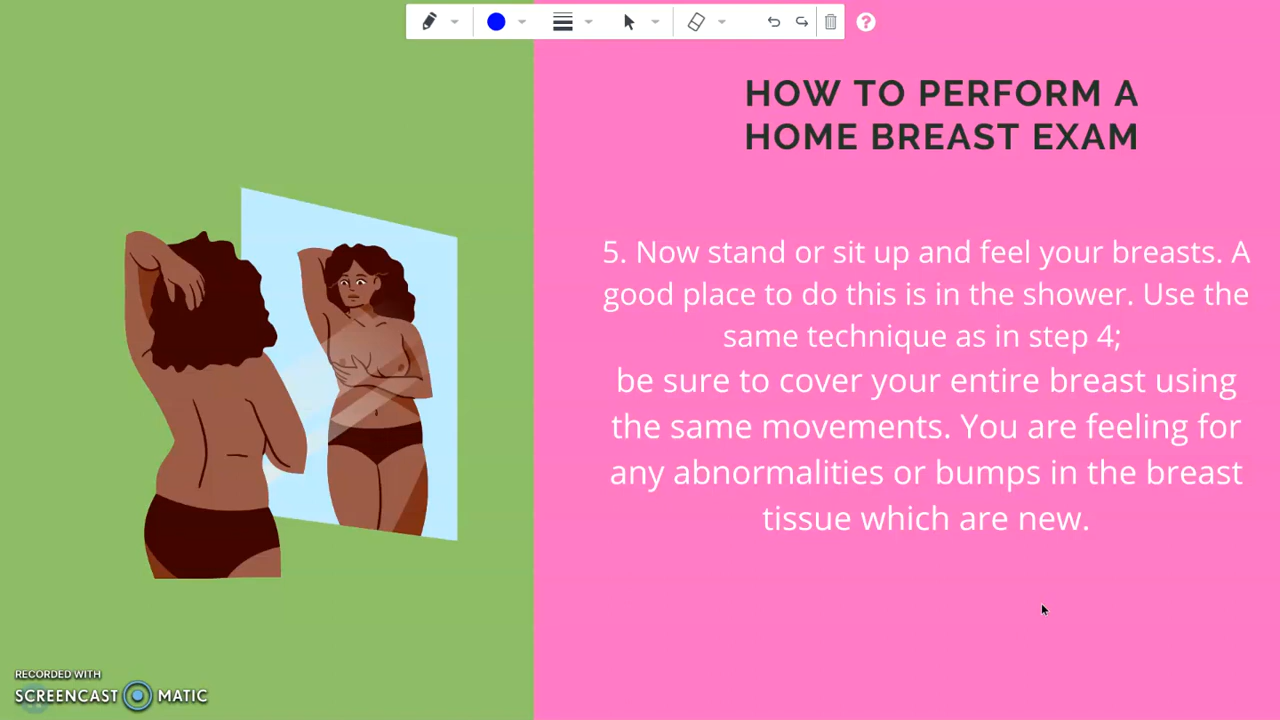 HOW TO PERFORM A
HOME BREAST EXAM
5. Now stand or sit up and feel your breasts. A
good place to do this is in the shower. Use the
same technique as in step 4;
be sure to cover your entire breast using
the same movements. You are feeling for
any abnormalities or bumps in the breast
tissue which are new.
RECORDED WITH
SCREENCAST MATIC